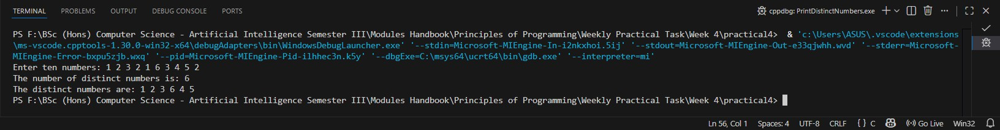 TERMINAL PROBLEMS OUTPUT DEBUG CONSOLE PORTS cppdbg: PrintDistinctNumbers.exe
PS F:\BSc (Hons) Computer Science - Artificial Intelligence Semester III\Modules Handbook\Principles of Programming\Weekly Practical Task\Week 4\practical4> & 'c:\Users\ASUS\.vscode\extensions
\ms-vscode.cpptools-1.30.0-win32-x64\debugAdapters\bin\WindowsDebugLauncher.exe' '--stdin=Microsoft-MIEngine-In-i2nkxhoi.5ij' '--stdout=Microsoft-MIEngine-Out-e33qjwhh.wvd' '--stderr=Microsoft-
MIEngine-Error-bxpu5zjb.wxq' '--pid=Microsoft-MIEngine-Pid-ilhhec3n.k5y' '--dbgExe=C:\msys64\ucrt64\bin\gdb.exe' '--interpreter=mi'
Enter ten numbers: 1 2 3 2 1 6 3 4 5 2
The number of distinct numbers is: 6
The distinct numbers are: 1 2 3 6 4 5
PS F:\BSc (Hons) Computer Science - Artificial Intelligence Semester III\Modules Handbook\Principles of Programming\Weekly Practical Task\Week 4\practical4>
Ln 56, Col 1 Spaces: 4 UTF-8 CRLF { } C Go Live Win32